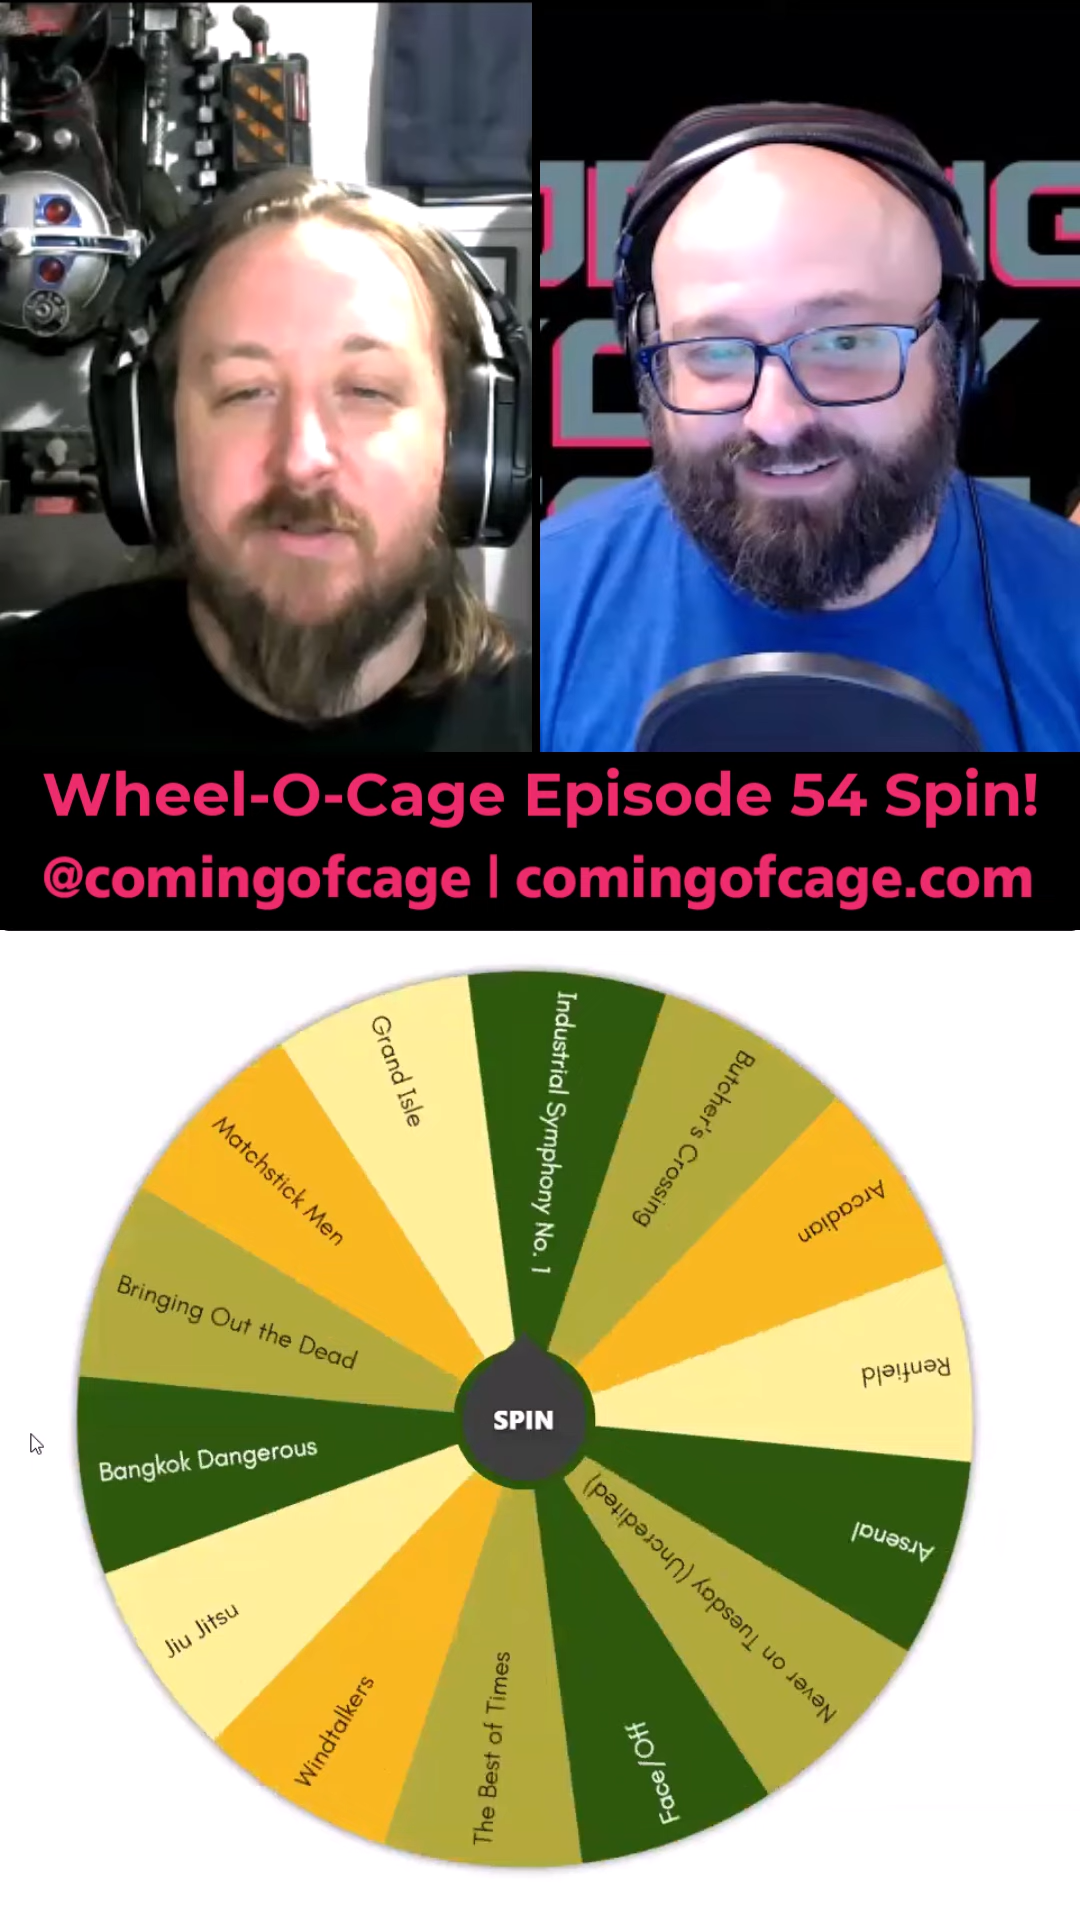 Wheel-O-Cage Episode 54 Spin!
@comingofcage | comingofcage.com
Industrial Symphony No. 1
Butcher's Crossing
Arcadian
Renfield
Arsenal
Never on Tuesday (Uncredited)
Face/Off
The Best of Times
Windtalkers
Jiu Jitsu
Bangkok Dangerous
Bringing Out the Dead
Matchstick Men
Grand Isle
SPIN